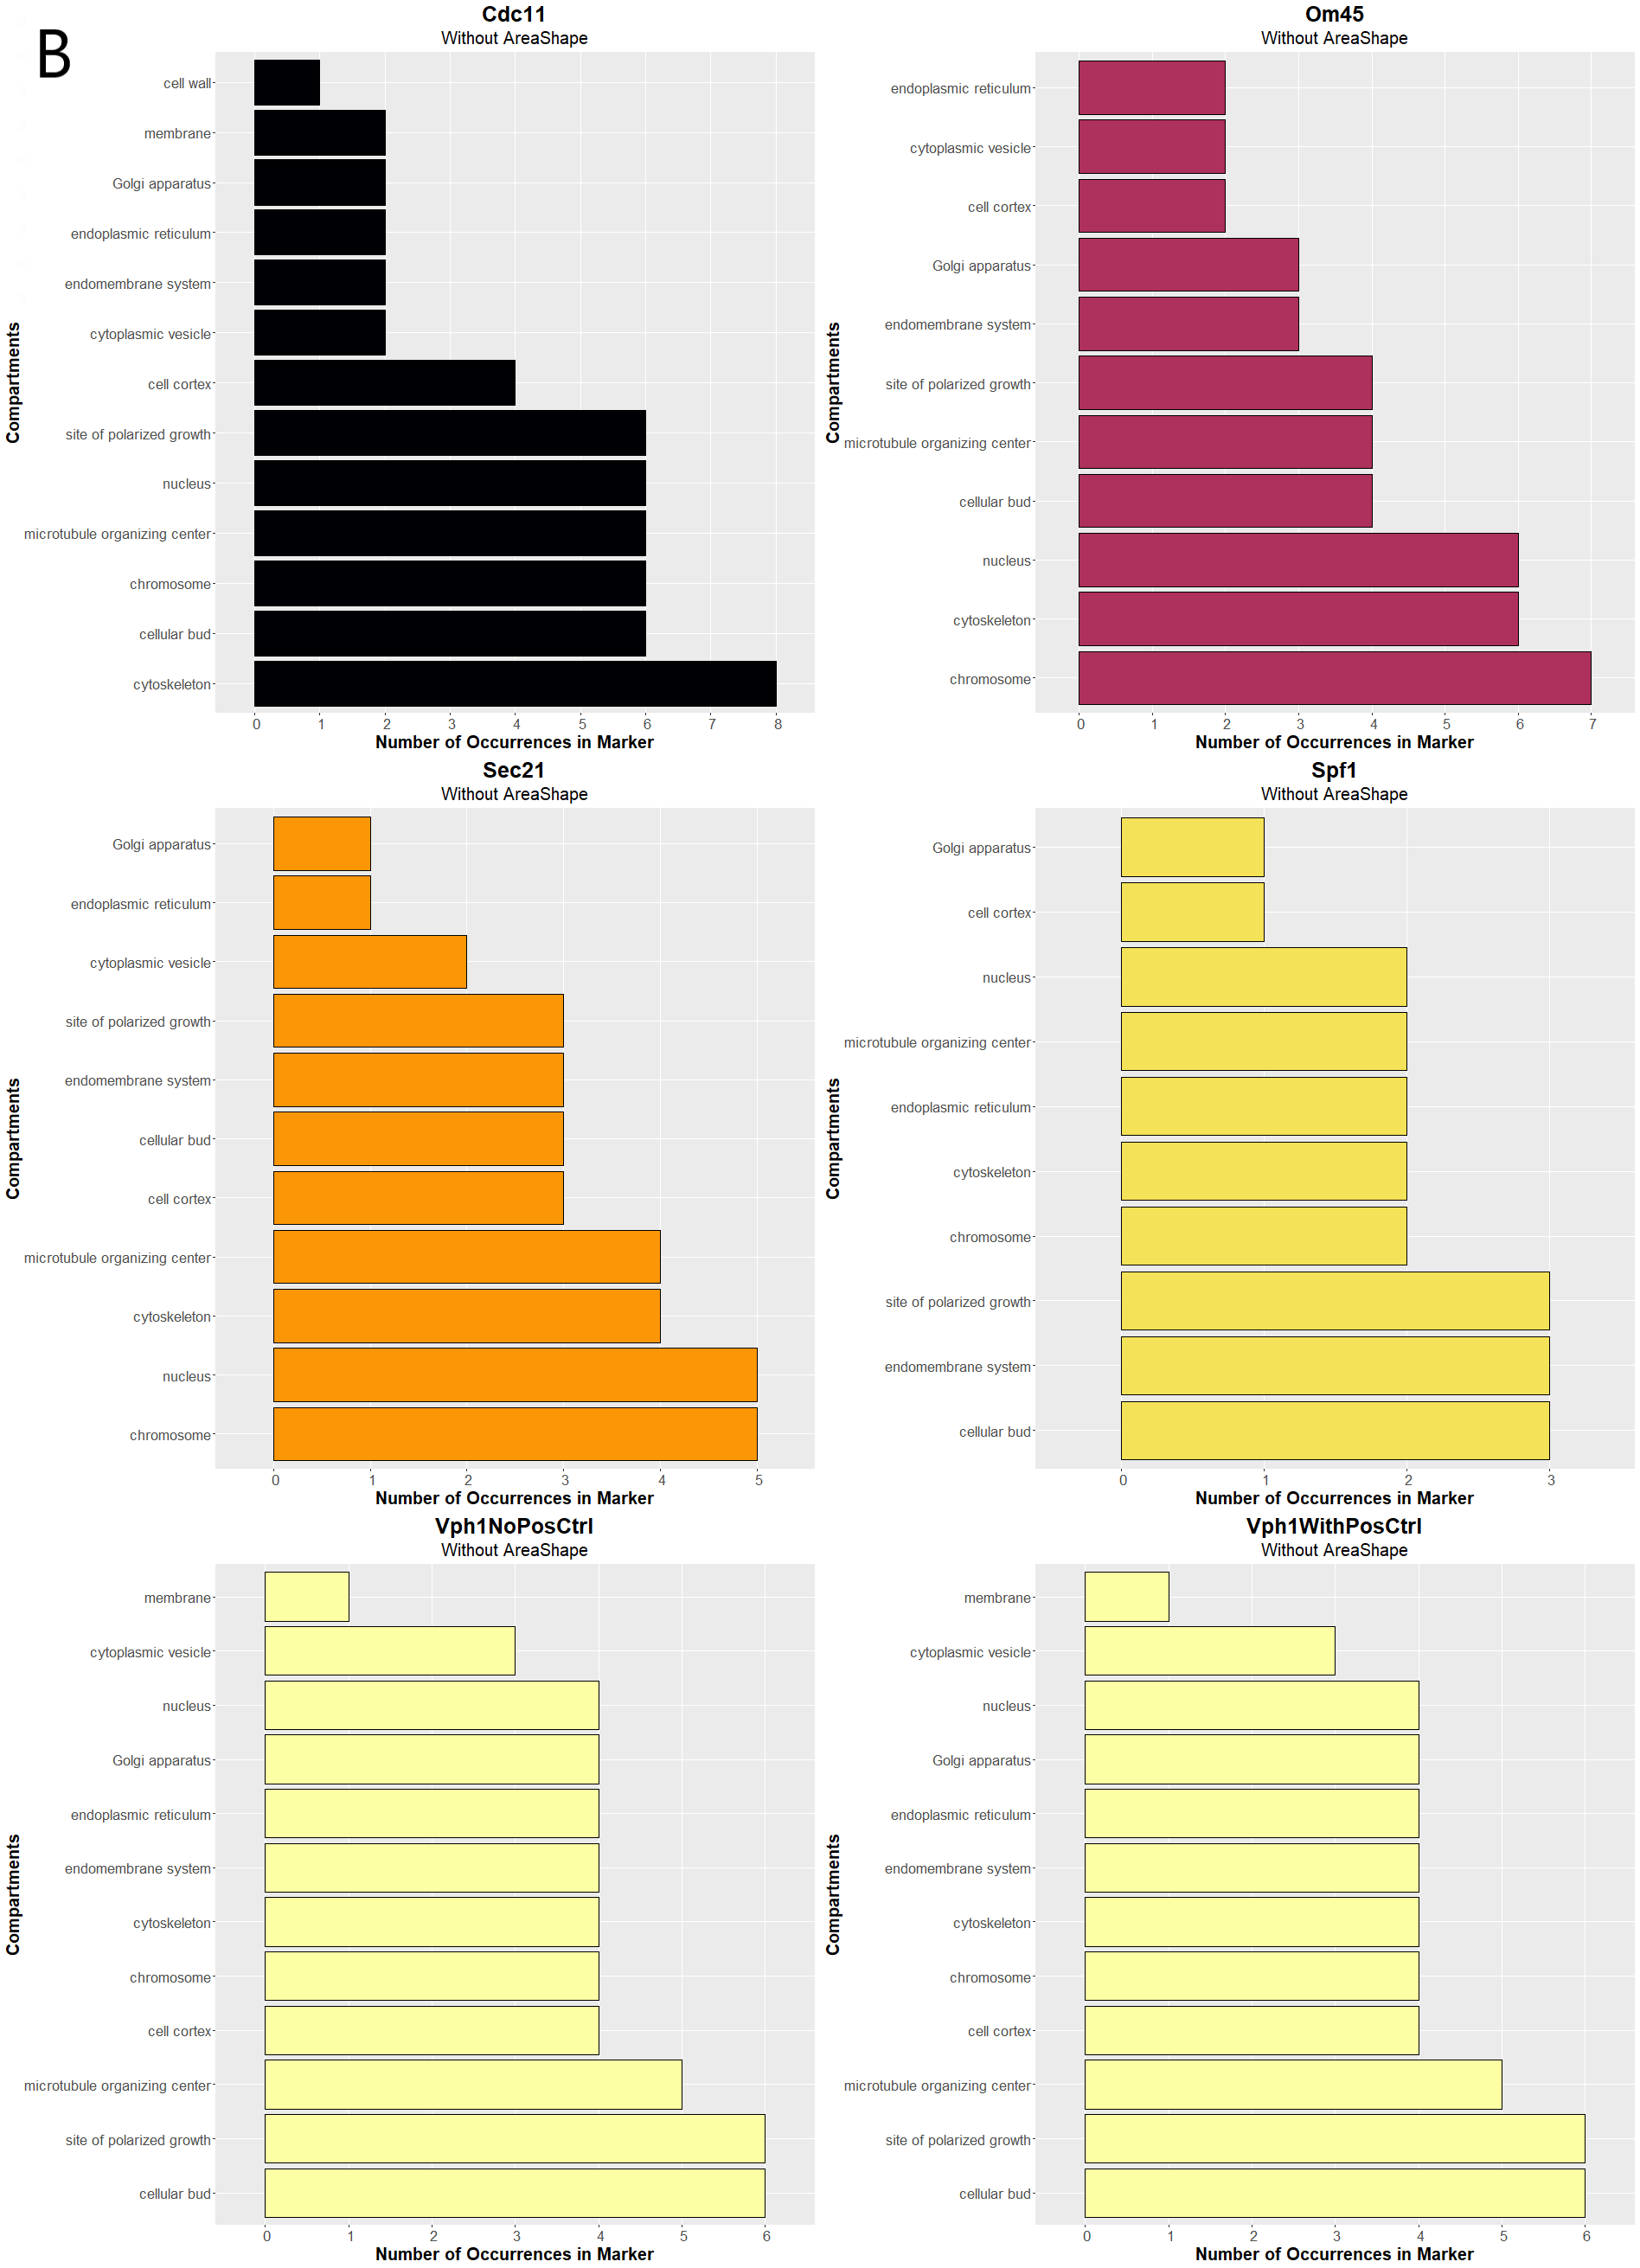 B
Cdc11
Without AreaShape
Compartments
cell wall
membrane
Golgi apparatus
endoplasmic reticulum
endomembrane system
cytoplasmic vesicle
cell cortex
site of polarized growth
nucleus
microtubule organizing center
chromosome
cellular bud
cytoskeleton
0 1 2 3 4 5 6 7 8
Number of Occurrences in Marker
Om45
Without AreaShape
Compartments
endoplasmic reticulum
cytoplasmic vesicle
cell cortex
Golgi apparatus
endomembrane system
site of polarized growth
microtubule organizing center
cellular bud
nucleus
cytoskeleton
chromosome
0 1 2 3 4 5 6 7
Number of Occurrences in Marker
Sec21
Without AreaShape
Compartments
Golgi apparatus
endoplasmic reticulum
cytoplasmic vesicle
site of polarized growth
endomembrane system
cellular bud
cell cortex
microtubule organizing center
cytoskeleton
nucleus
chromosome
0 1 2 3 4 5
Number of Occurrences in Marker
Spf1
Without AreaShape
Compartments
Golgi apparatus
cell cortex
nucleus
microtubule organizing center
endoplasmic reticulum
cytoskeleton
chromosome
site of polarized growth
endomembrane system
cellular bud
0 1 2 3
Number of Occurrences in Marker
Vph1NoPosCtrl
Without AreaShape
Compartments
membrane
cytoplasmic vesicle
nucleus
Golgi apparatus
endoplasmic reticulum
endomembrane system
cytoskeleton
chromosome
cell cortex
microtubule organizing center
site of polarized growth
cellular bud
0 1 2 3 4 5 6
Number of Occurrences in Marker
Vph1WithPosCtrl
Without AreaShape
Compartments
membrane
cytoplasmic vesicle
nucleus
Golgi apparatus
endoplasmic reticulum
endomembrane system
cytoskeleton
chromosome
cell cortex
microtubule organizing center
site of polarized growth
cellular bud
0 1 2 3 4 5 6
Number of Occurrences in Marker